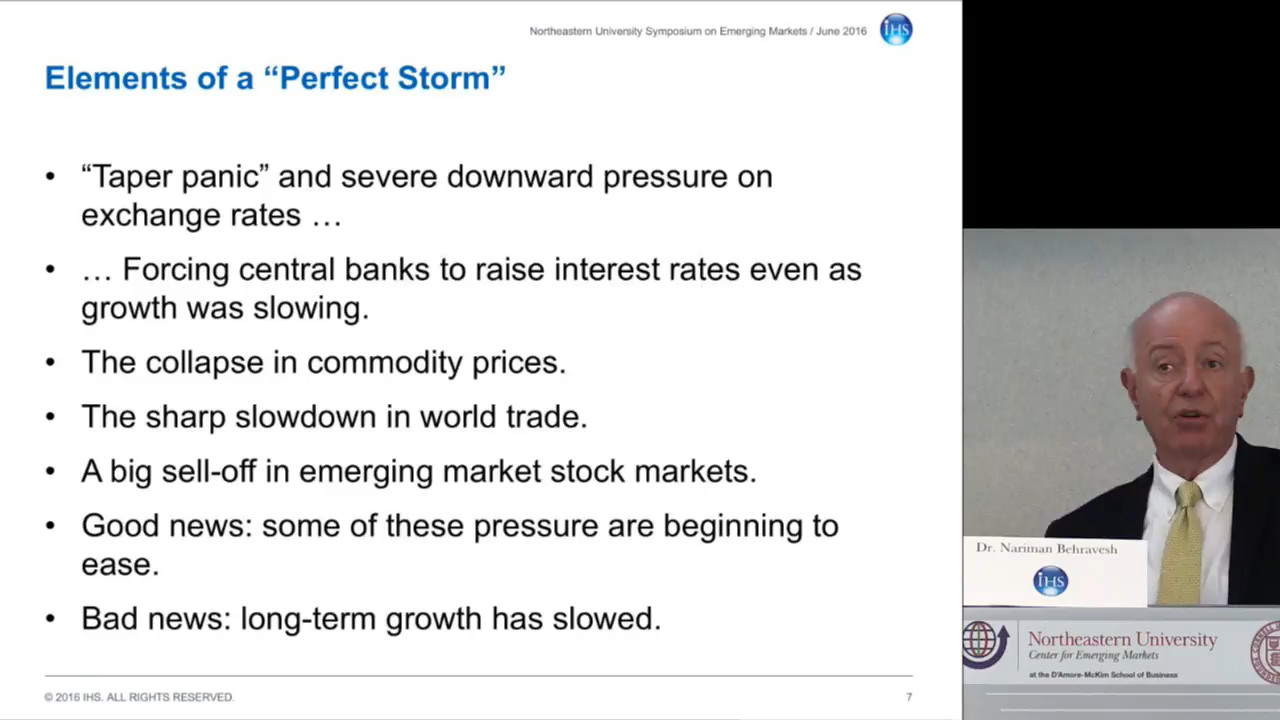 Northeastern University Symposium on Emerging Markets / June 2016
IHS
Elements of a “Perfect Storm”
• “Taper panic” and severe downward pressure on
exchange rates …
• … Forcing central banks to raise interest rates even as
growth was slowing.
• The collapse in commodity prices.
• The sharp slowdown in world trade.
• A big sell-off in emerging market stock markets.
• Good news: some of these pressure are beginning to
ease.
• Bad news: long-term growth has slowed.
© 2016 IHS. ALL RIGHTS RESERVED.
7
Dr. Nariman Behravesh
IHS
Northeastern University
Center for Emerging Markets
at the D'Amore-McKim School of Business